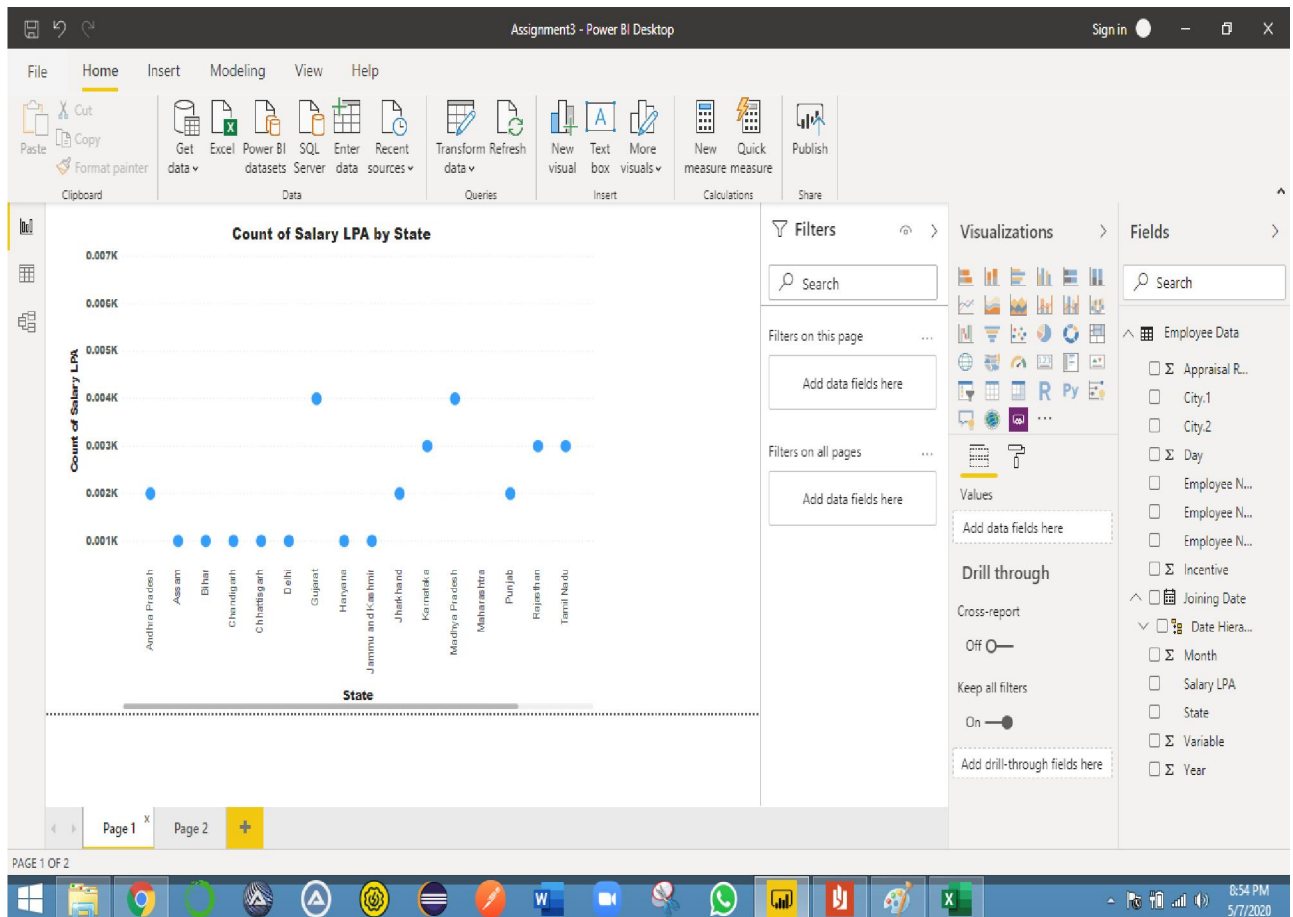 Assignment3 - Power BI Desktop
Sign in
File Home Insert Modeling View Help
Paste
Cut
Copy
Format painter
Clipboard
Get data
Excel
Power BI datasets
SQL Server
Enter data
Recent sources
Data
Transform data
Refresh
Queries
New visual
Text box
More visuals
Insert
New measure
Quick measure
Calculations
Publish
Share
Count of Salary LPA by State
Count of Salary LPA
0.007K
0.006K
0.005K
0.004K
0.003K
0.002K
0.001K
Andhra Pradesh
Assam
Bihar
Chandigarh
Chhattisgarh
Delhi
Gujarat
Haryana
Jammu and Kashmir
Jharkhand
Karnataka
Madhya Pradesh
Maharashtra
Punjab
Rajasthan
Tamil Nadu
State
Filters
Search
Filters on this page
...
Add data fields here
Filters on all pages
...
Add data fields here
Visualizations
123
R
Py
...
Values
Add data fields here
Drill through
Cross-report
Off
Keep all filters
On
Add drill-through fields here
Fields
Search
Employee Data
Σ Appraisal R...
City.1
City.2
Σ Day
Employee N...
Employee N...
Employee N...
Σ Incentive
Joining Date
Date Hiera...
Σ Month
Salary LPA
State
Σ Variable
Σ Year
Page 1 x
Page 2
+
PAGE 1 OF 2
8:54 PM
5/7/2020